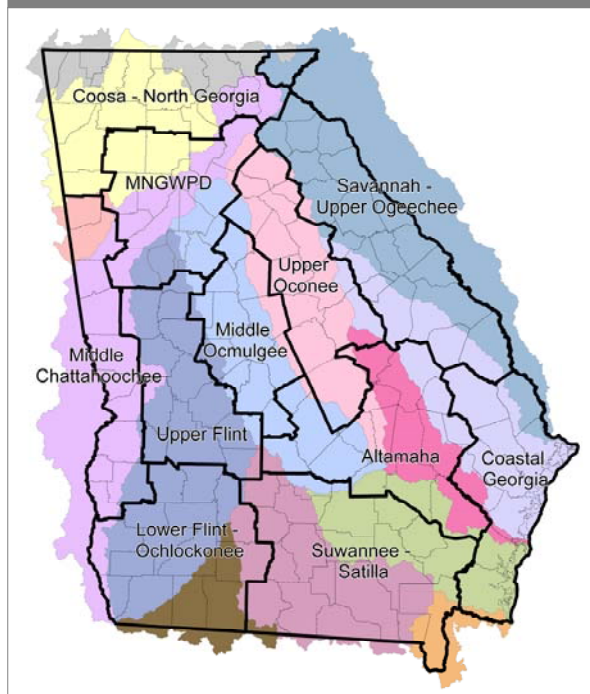 Coosa - North Georgia
MNGWPD
Savannah -
Upper Ogeechee
Upper
Oconee
Middle
Ocmulgee
Middle
Chattahoochee
Upper Flint
Altamaha
Coastal
Georgia
Lower Flint -
Ochlockonee
Suwannee -
Satilla